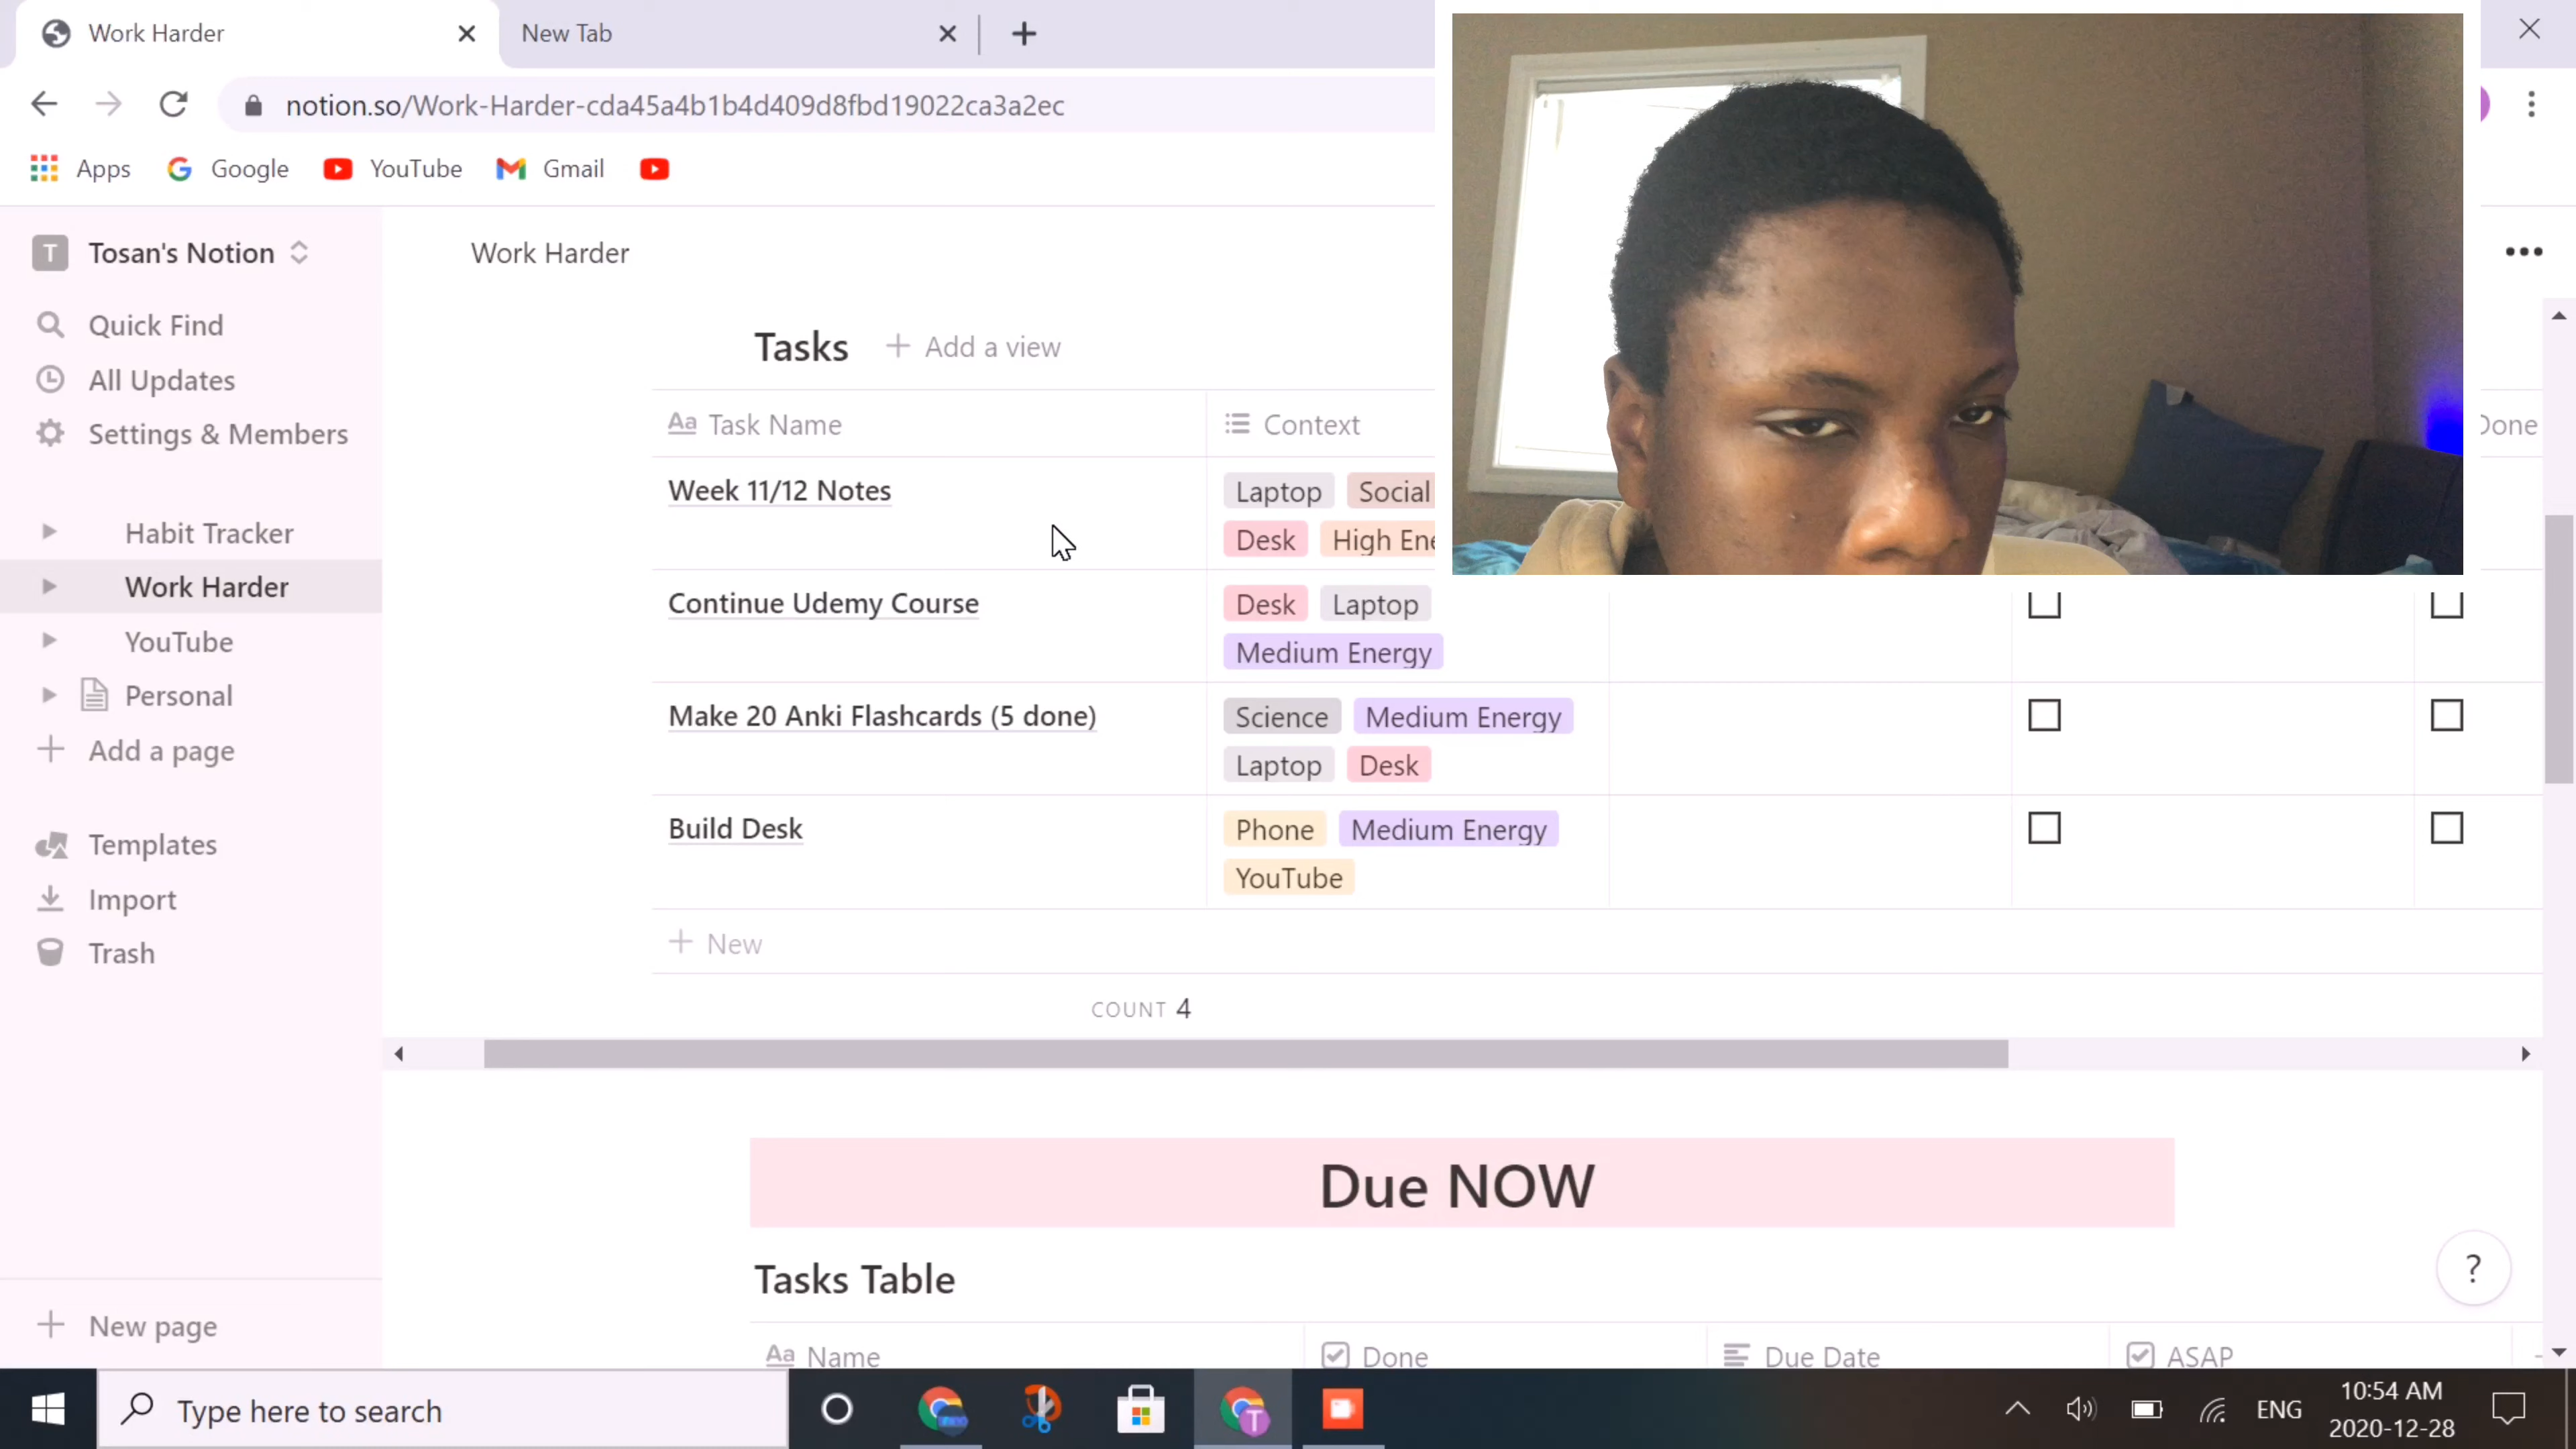 Work Harder
New Tab
notion.so/Work-Harder-cda45a4b1b4d409d8fbd19022ca3a2ec
Apps Google YouTube Gmail
T Tosan's Notion
Work Harder
Quick Find
All Updates
Settings & Members
Habit Tracker
Work Harder
YouTube
Personal
Add a page
Templates
Import
Trash
New page
Tasks + Add a view
Aa Task Name Context Done
Week 11/12 Notes Laptop Social
Desk High Ene
Continue Udemy Course Desk Laptop
Medium Energy
Make 20 Anki Flashcards (5 done) Science Medium Energy
Laptop Desk
Build Desk Phone Medium Energy
YouTube
+ New
COUNT 4
Due NOW
Tasks Table
Aa Name Done Due Date ASAP
?
Type here to search
T
ENG
10:54 AM
2020-12-28